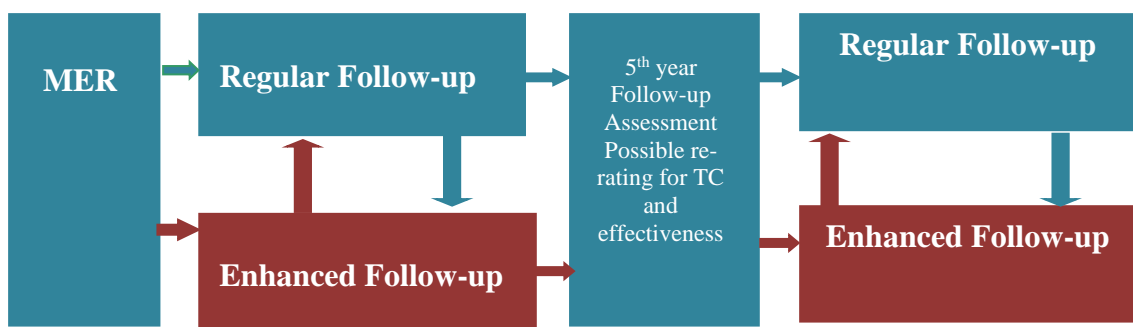 MER
Regular Follow-up
Enhanced Follow-up
5th year
Follow-up
Assessment
Possible re-
rating for TC
and
effectiveness
Regular Follow-up
Enhanced Follow-up